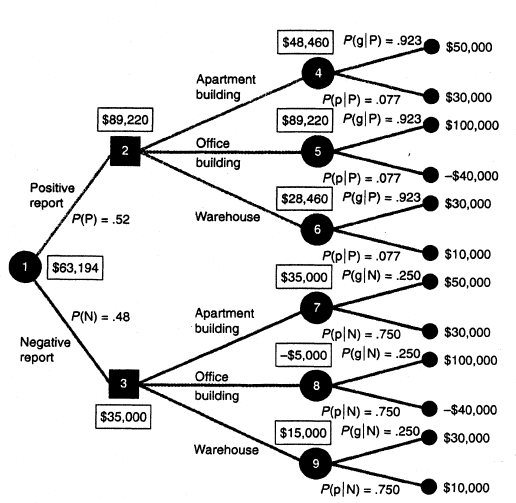 $48,460 P(g|P) = .923 $50,000
4
Apartment
building
P(p|P) = .077 $30,000
$89,220 $89,220 P(g|P) = .923 $100,000
2 Office 5
building
P(p|P) = .077 -$40,000
Positive
report
$28,460 P(g|P) = .923 $30,000
P(P) = .52
Warehouse 6
P(p|P) = .077 $10,000
1 $63,194
$35,000 P(g|N) = .250 $50,000
7
P(N) = .48
Apartment
building
P(p|N) = .750 $30,000
Negative
report
-$5,000 P(g|N) = .250 $100,000
3 Office 8
building
P(p|N) = .750 -$40,000
$35,000
$15,000 P(g|N) = .250 $30,000
Warehouse 9
P(p|N) = .750 $10,000